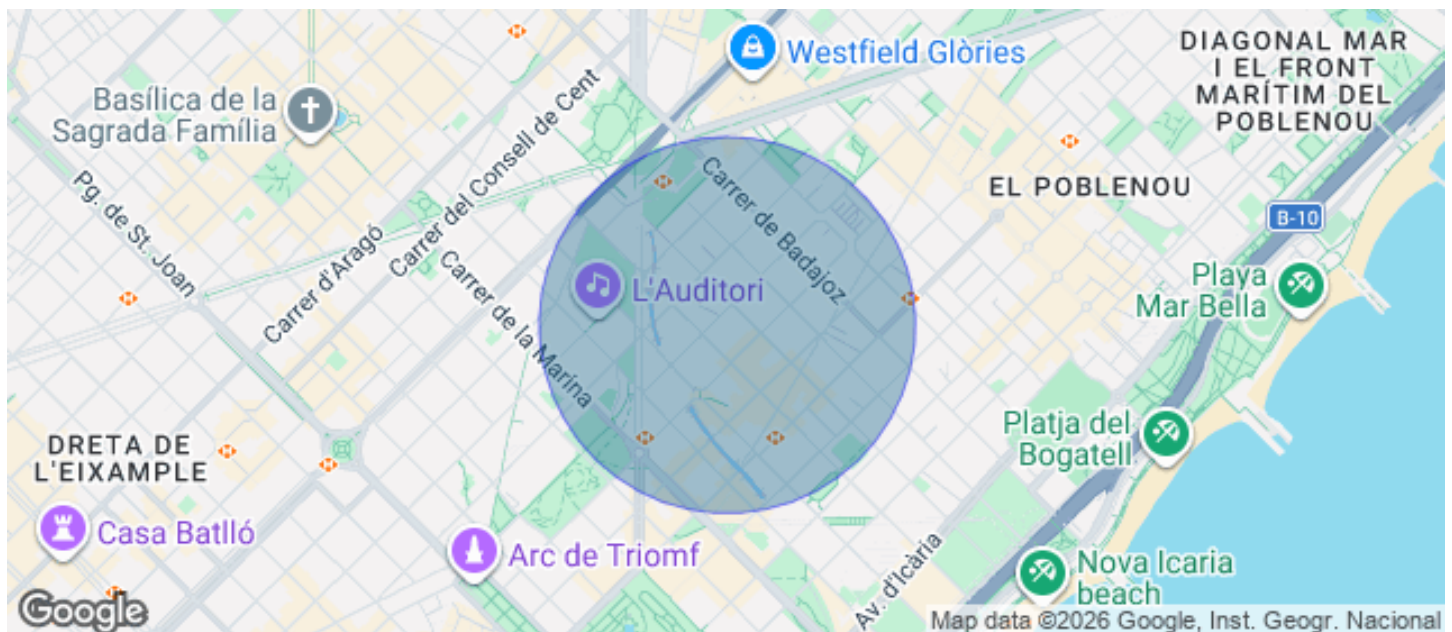 Westfield Glòries
DIAGONAL MAR
I EL FRONT
MARÍTIM DEL
POBLENOU
Basílica de la
Sagrada Família
Carrer del Consell de Cent
Pg. de St. Joan
Carrer d'Aragó
Carrer de la Marina
Carrer de Badajoz
EL POBLENOU
B-10
L'Auditori
Playa
Mar Bella
Platja del
Bogatell
DRETA DE
L'EIXAMPLE
Casa Batlló
Arc de Triomf
Av. d'Icària
Nova Icaria
beach
Google
Map data ©2026 Google, Inst. Geogr. Nacional